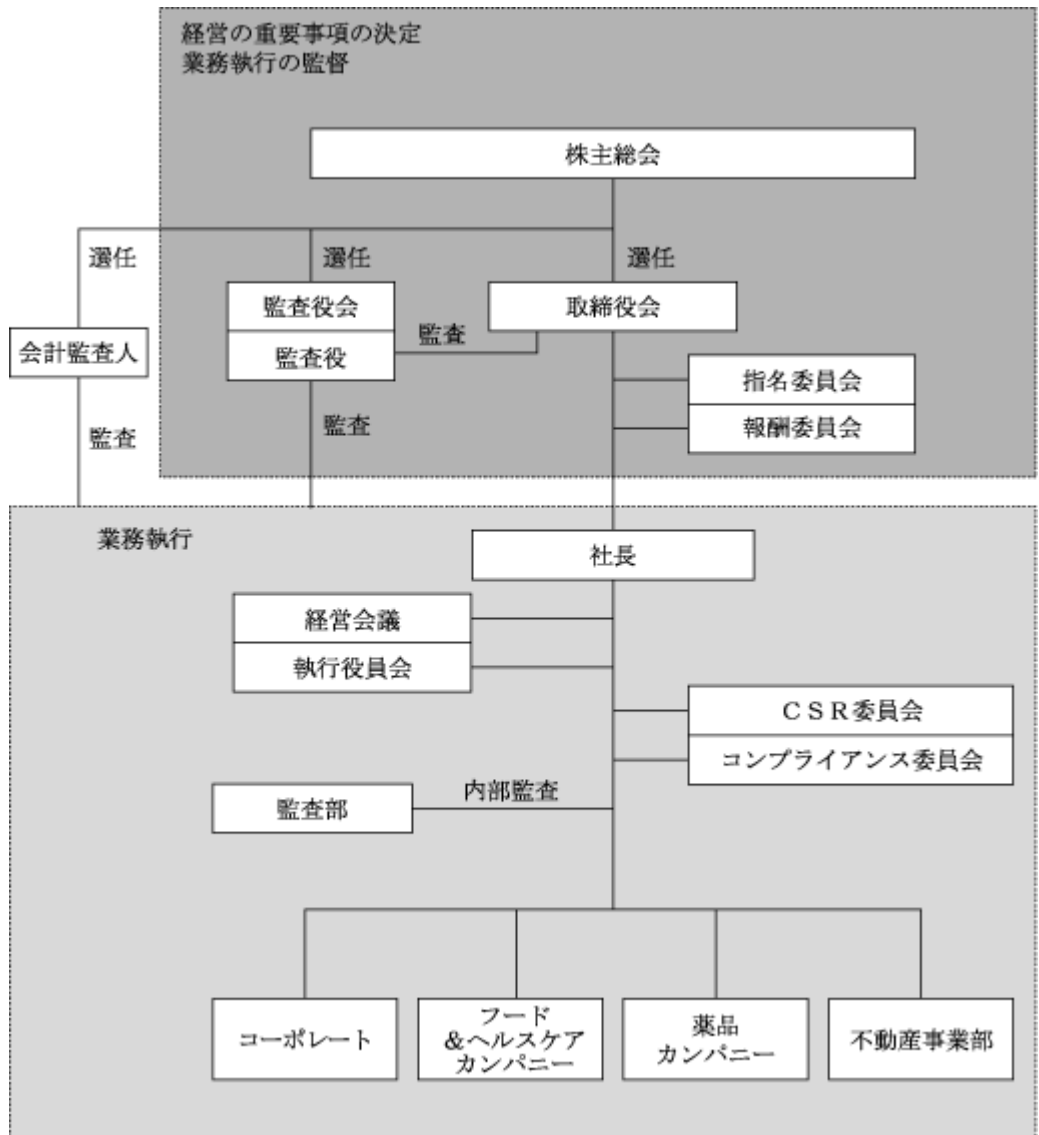 経営の重要事項の決定
業務執行の監督
株主総会
選任
選任
選任
監査役会
取締役会
会計監査人
監査役
監査
指名委員会
監査
監査
報酬委員会
業務執行
社長
経営会議
執行役員会
CSR委員会
コンプライアンス委員会
監査部
内部監査
コーポレート
フード
&ヘルスケア
カンパニー
薬品
カンパニー
不動産事業部